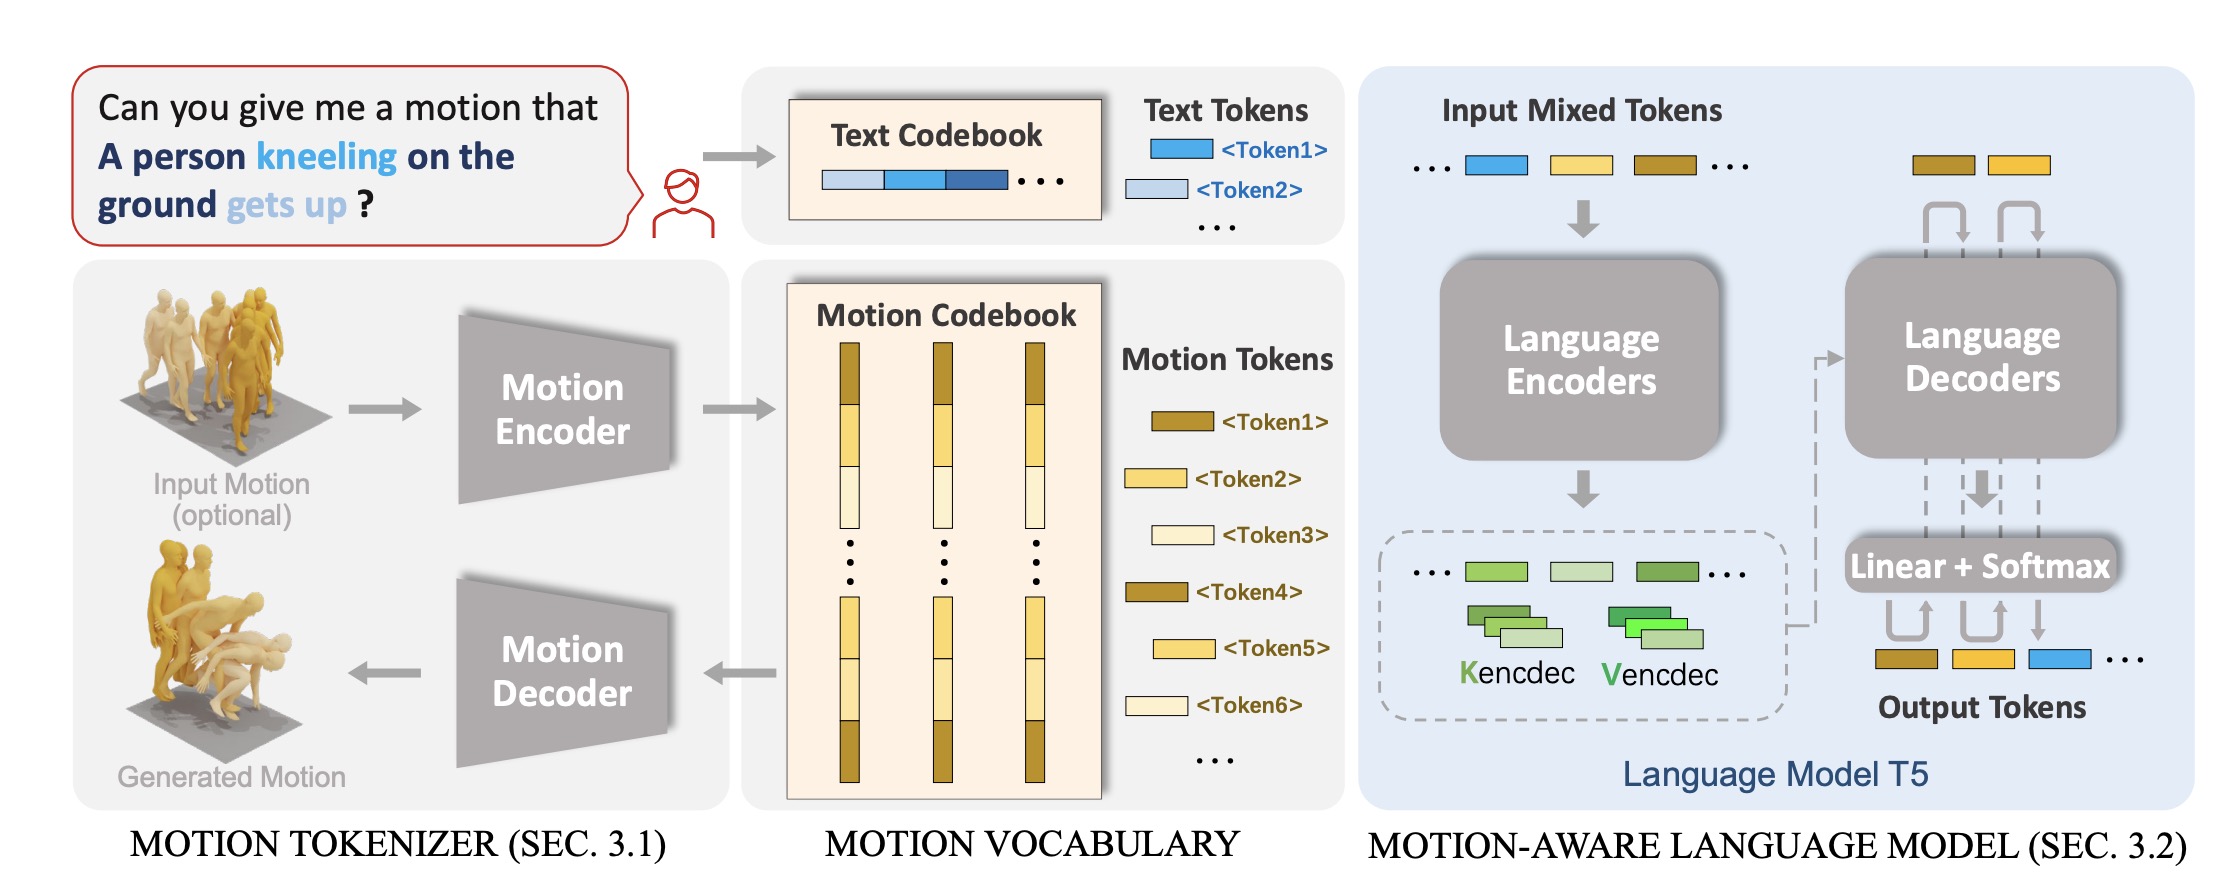 Can you give me a motion that
A person kneeling on the
ground gets up ?
Text Codebook
Text Tokens
<Token1>
<Token2>
Input Motion
(optional)
Motion
Encoder
Generated Motion
Motion
Decoder
Motion Codebook
Motion Tokens
<Token1>
<Token2>
<Token3>
<Token4>
<Token5>
<Token6>
Input Mixed Tokens
Language
Encoders
Kencdec
Vencdec
Language
Decoders
Linear + Softmax
Output Tokens
Language Model T5
MOTION TOKENIZER (SEC. 3.1)
MOTION VOCABULARY
MOTION-AWARE LANGUAGE MODEL (SEC. 3.2)